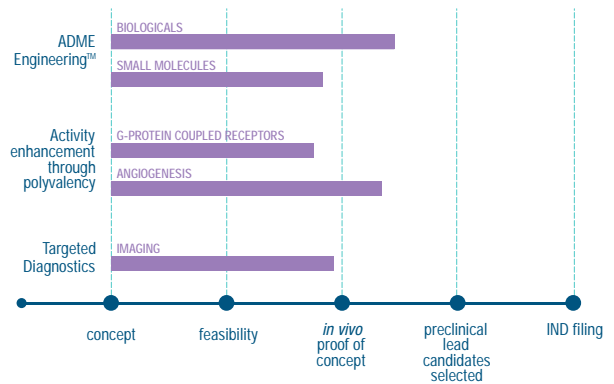 BIOLOGICALS
ADME
Engineering™
SMALL MOLECULES
Activity
enhancement
through
polyvalency
G-PROTEIN COUPLED RECEPTORS
ANGIOGENESIS
Targeted
Diagnostics
IMAGING
concept
feasibility
in vivo
proof of
concept
preclinical
lead
candidates
selected
IND filing